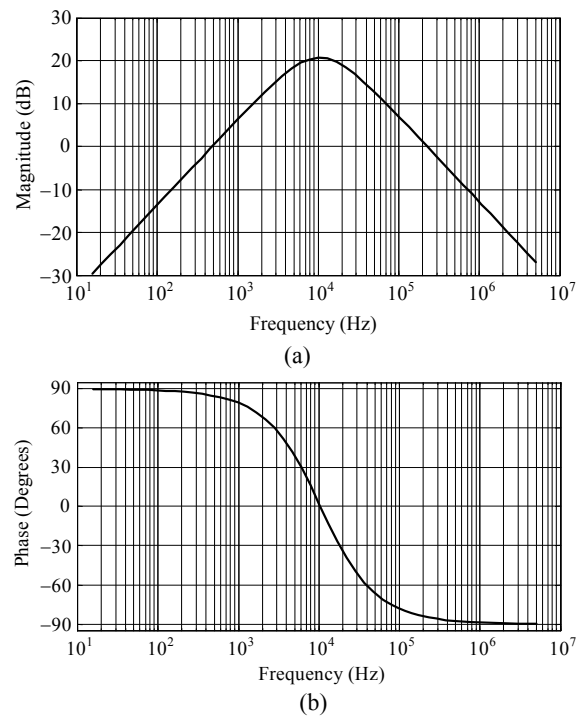 30
20
10
0
−10
−20
−30
Magnitude (dB)
10¹ 10² 10³ 10⁴ 10⁵ 10⁶ 10⁷
Frequency (Hz)
(a)
90
60
30
0
−30
−60
−90
Phase (Degrees)
10¹ 10² 10³ 10⁴ 10⁵ 10⁶ 10⁷
Frequency (Hz)
(b)